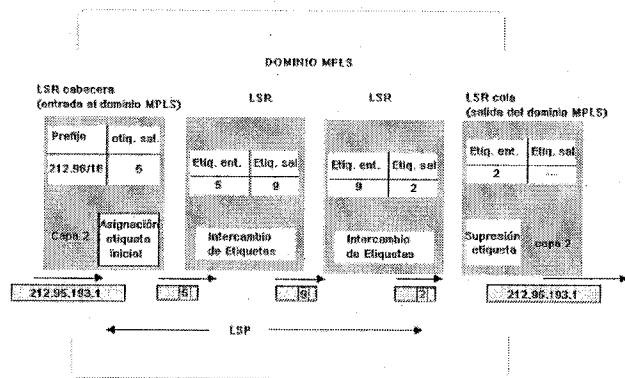 DOMINIO MPLS
LSR cabecera
(entrada al dominio MPLS)
LSR
LSR
LSR cola
(salida del dominio MPLS)
Prefije
etiq. sal
212.96/16
5
Etiq. ent.
Etiq. sal
5
9
Etiq. ent.
Etiq. sal
9
2
Etiq. ent.
Etiq. sal
2
...
Capa 2
Asignación
etiqueta
inicial
Intercambio
de Etiquetas
Intercambio
de Etiquetas
Supresión
etiqueta
capa 2
212.95.193.1
5
9
2
212.95.193.1
LSP